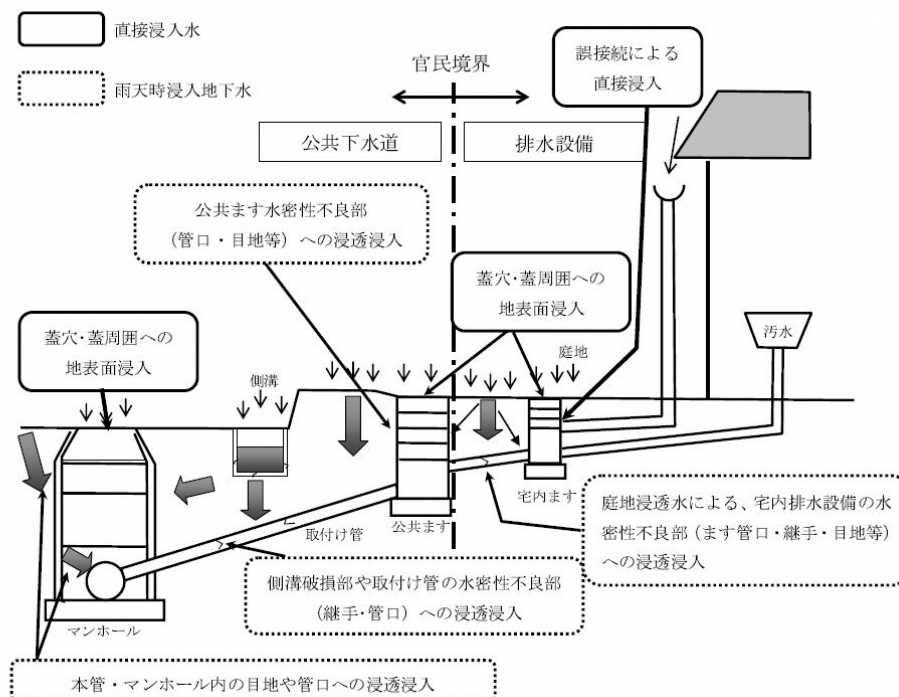 直接浸入水
雨天時浸入地下水
官民境界
誤接続による
直接浸入
公共下水道
排水設備
公共ます水密性不良部
（管口・目地等）への浸透浸入
蓋穴・蓋周囲への
地表面浸入
汚水
蓋穴・蓋周囲への
地表面浸入
庭地
側溝
宅内ます
庭地浸透水による、宅内排水設備の水
密性不良部（ます管口・継手・目地等）
への浸透浸入
公共ます
取付け管
側溝破損部や取付け管の水密性不良部
（継手・管口）への浸透浸入
マンホール
本管・マンホール内の目地や管口への浸透浸入